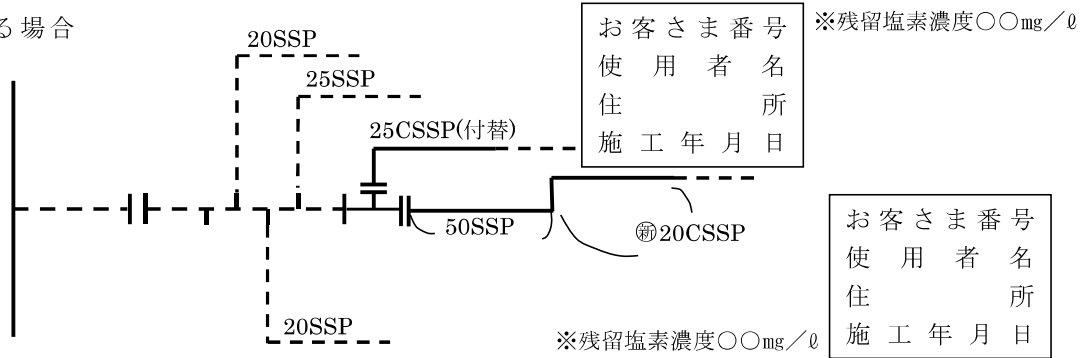 る場合
20SSP
25SSP
25CSSP(付替)
お客さま番号
使用者名
住所
施工年月日
※残留塩素濃度○○㎎／ℓ
50SSP
㊟20CSSP
お客さま番号
使用者名
住所
施工年月日
20SSP
※残留塩素濃度○○㎎／ℓ